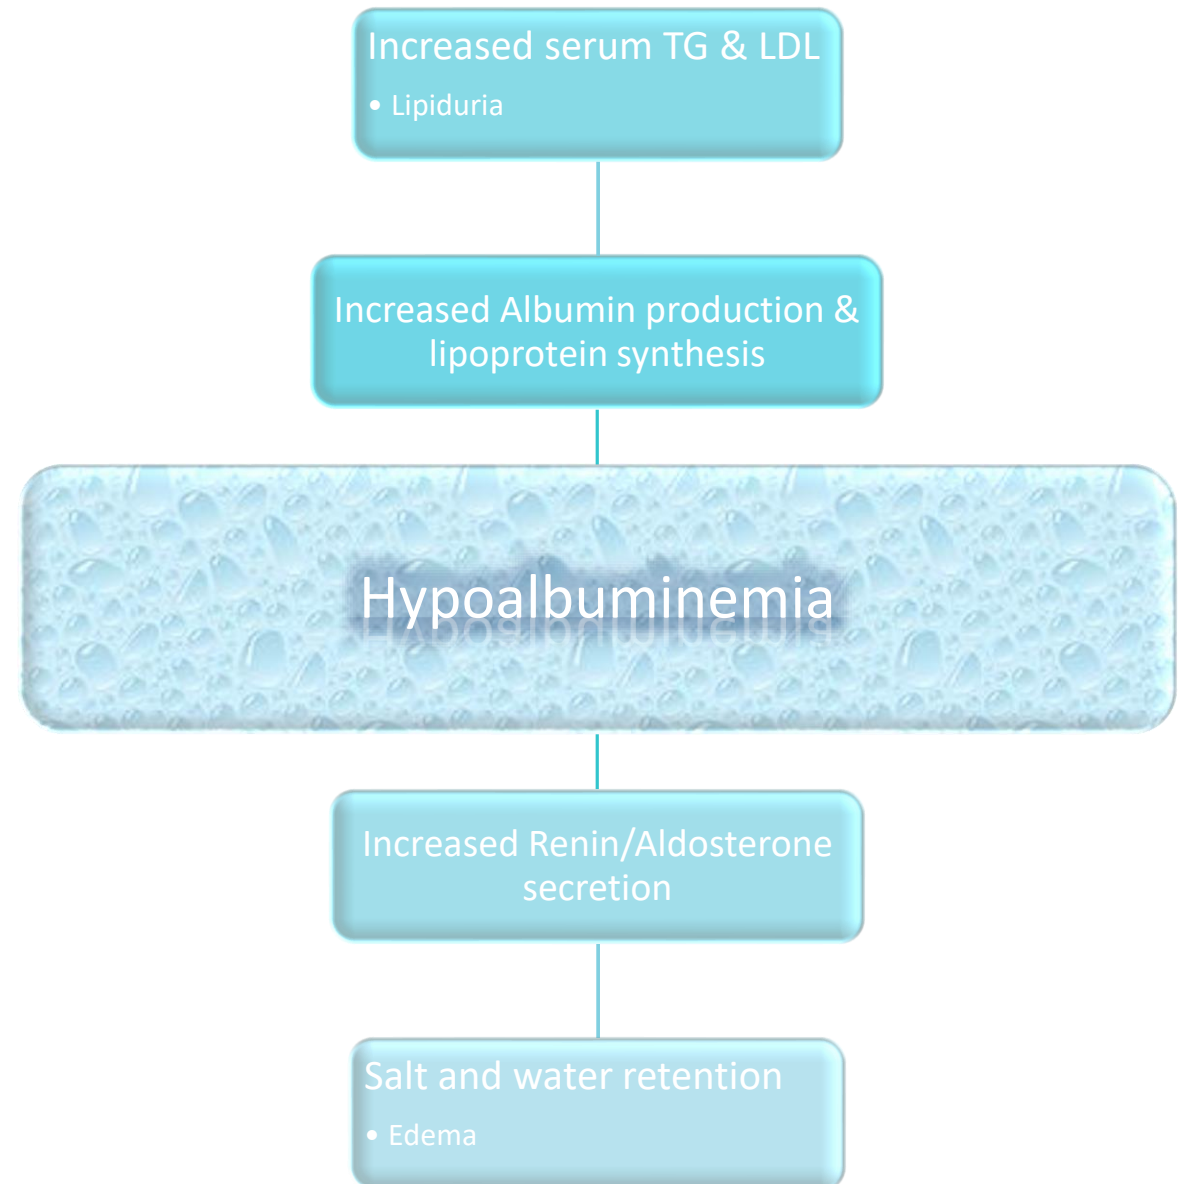 Increased serum TG & LDL
• Lipiduria
Increased Albumin production &
lipoprotein synthesis
Hypoalbuminemia
Increased Renin/Aldosterone
secretion
Salt and water retention
• Edema